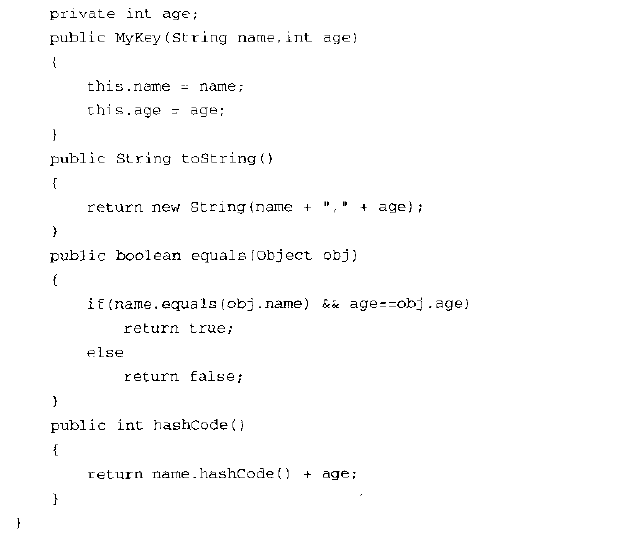 private int age;
    public MyKey(String name,int age)
    {
        this.name = name;
        this.age = age;
    }
    public String toString()
    {
        return new String(name + "," + age);
    }
    public boolean equals(Object obj)
    {
        if(name.equals(obj.name) && age==obj.age)
            return true;
        else
            return false;
    }
    public int hashCode()
    {
        return name.hashCode() + age;
    }
}